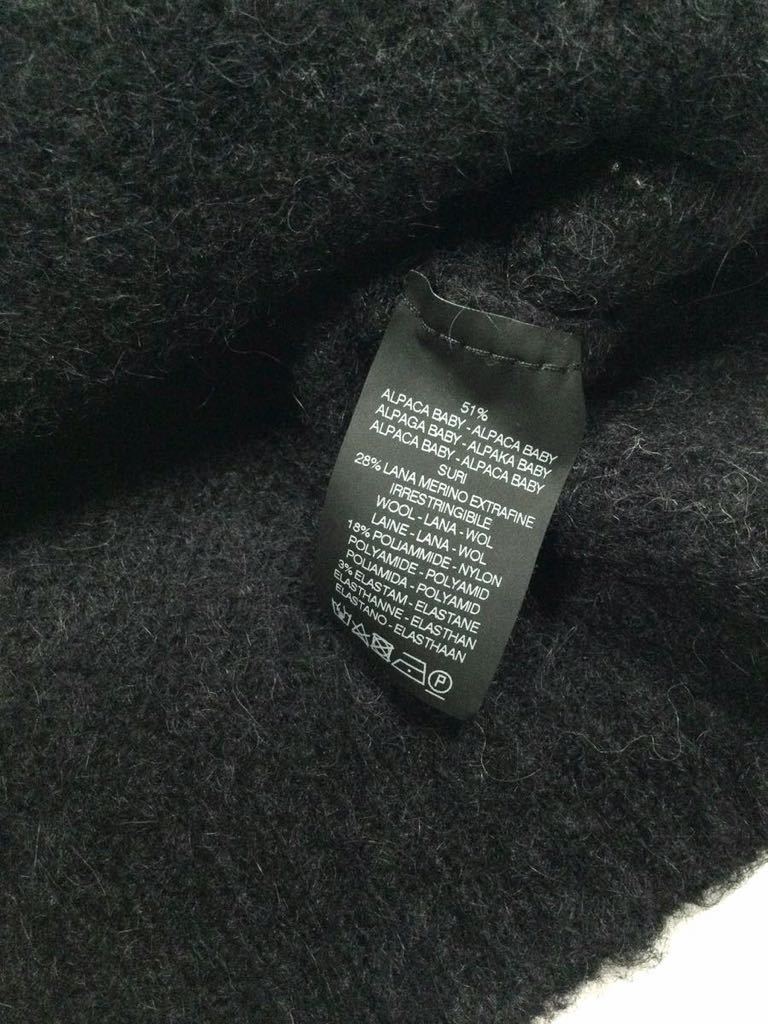 51%
ALPACA BABY - ALPACA BABY
ALPAGA BABY - ALPAKA BABY
ALPACA BABY - ALPACA BABY
SURI
28% LANA MERINO EXTRAFINE
IRRESTRINGIBILE
WOOL - LANA - WOL
LAINE - LANA - WOL
18% POLIAMMIDE - NYLON
POLYAMIDE - POLYAMID
POLIAMIDA - POLYAMID
3% ELASTAM - ELASTANE
ELASTHANNE - ELASTHAN
ELASTANO - ELASTHAAN
P